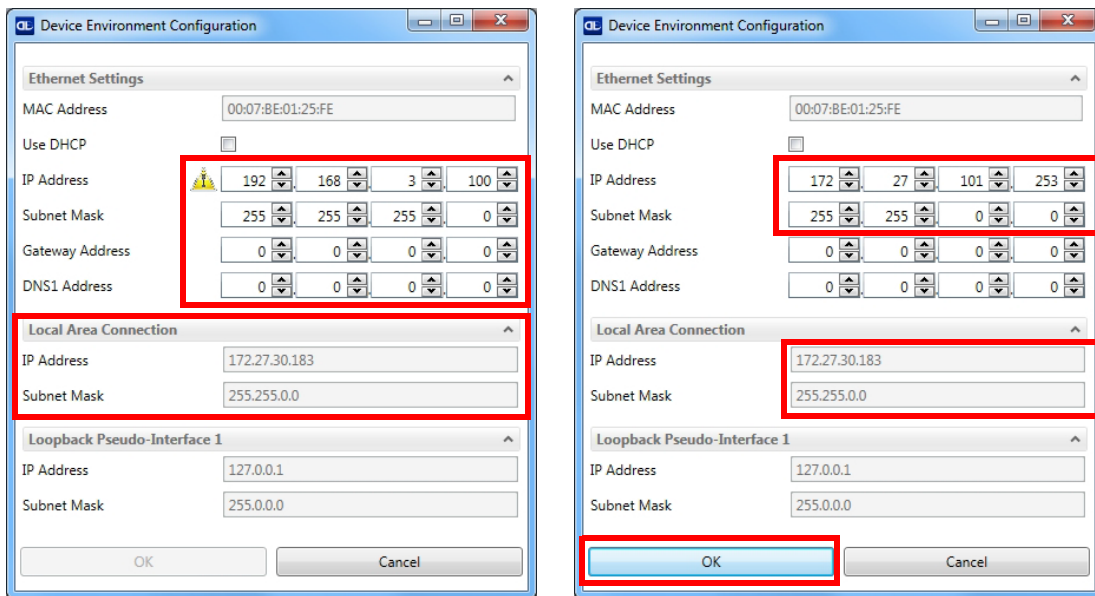 Device Environment Configuration
Ethernet Settings
MAC Address 00:07:BE:01:25:FE
Use DHCP
IP Address 192 . 168 . 3 . 100
Subnet Mask 255 . 255 . 255 . 0
Gateway Address 0 . 0 . 0 . 0
DNS1 Address 0 . 0 . 0 . 0
Local Area Connection
IP Address 172.27.30.183
Subnet Mask 255.255.0.0
Loopback Pseudo-Interface 1
IP Address 127.0.0.1
Subnet Mask 255.0.0.0
OK Cancel
Device Environment Configuration
Ethernet Settings
MAC Address 00:07:BE:01:25:FE
Use DHCP
IP Address 172 . 27 . 101 . 253
Subnet Mask 255 . 255 . 0 . 0
Gateway Address 0 . 0 . 0 . 0
DNS1 Address 0 . 0 . 0 . 0
Local Area Connection
IP Address 172.27.30.183
Subnet Mask 255.255.0.0
Loopback Pseudo-Interface 1
IP Address 127.0.0.1
Subnet Mask 255.0.0.0
OK Cancel